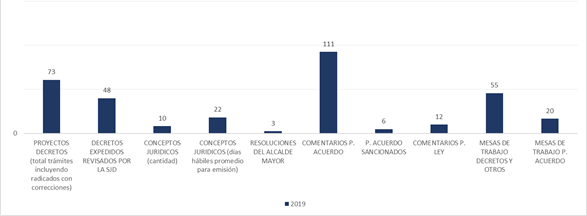 111
73
55
48
22
20
10
12
6
3
0
PROYECTOS
DECRETOS
(total trámites
incluyendo
radicados con
correcciones)
DECRETOS
EXPEDIDOS
REVISADOS POR
LA SJD
CONCEPTOS
JURIDICOS
(cantidad)
CONCEPTOS
JURIDICOS (días
hábiles promedio
para emisión)
RESOLUCIONES
DEL ALCALDE
MAYOR
COMENTARIOS P.
ACUERDO
P. ACUERDO
SANCIONADOS
COMENTARIOS P.
LEY
MESAS DE
TRABAJO
DECRETOS Y
OTROS
MESAS DE
TRABAJO P.
ACUERDO
2019